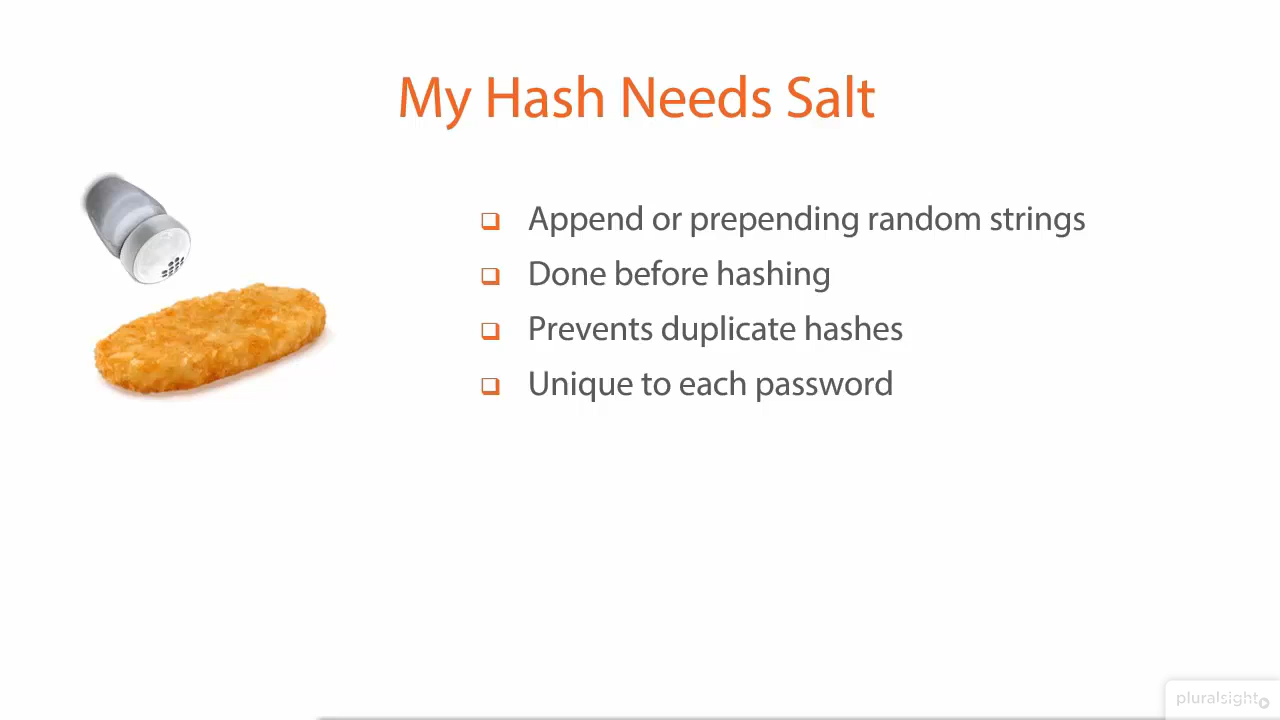 My Hash Needs Salt
Append or prepending random strings
Done before hashing
Prevents duplicate hashes
Unique to each password
pluralsight